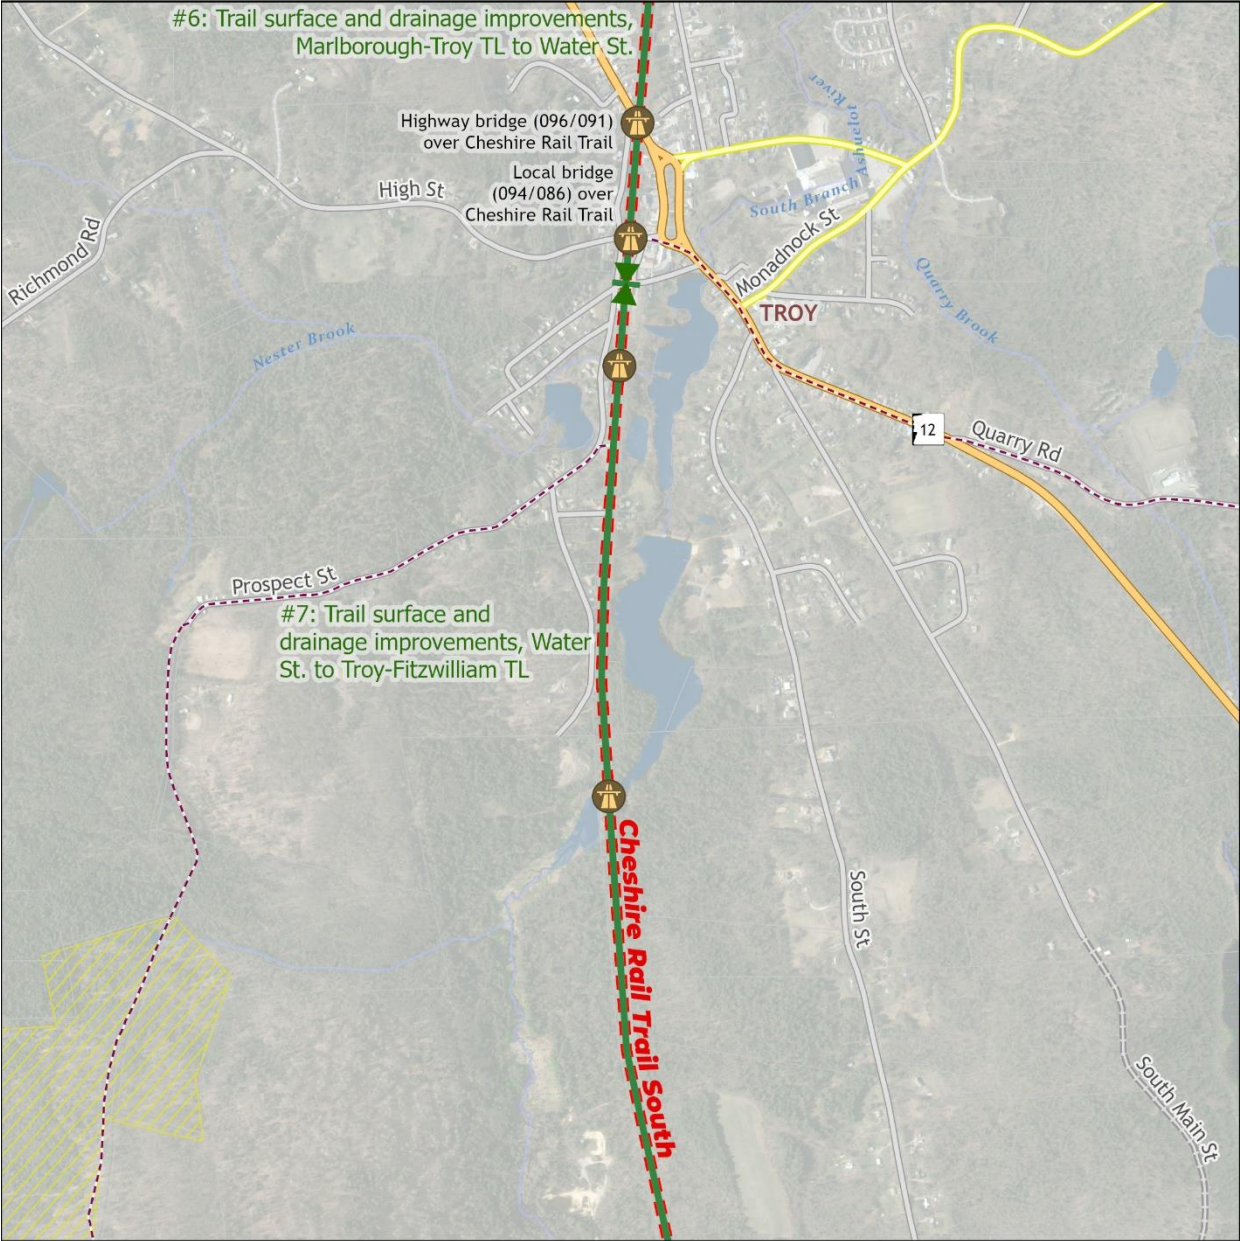 #6: Trail surface and drainage improvements,
Marlborough-Troy TL to Water St.
Highway bridge (096/091)
over Cheshire Rail Trail
Local bridge
(094/086) over
Cheshire Rail Trail
High St
Richmond Rd
Nester Brook
South Branch Ashuelot
River
Monadnock St
Quarry Brook
TROY
12
Quarry Rd
Prospect St
#7: Trail surface and
drainage improvements, Water
St. to Troy-Fitzwilliam TL
Cheshire Rail Trail South
South St
South Main St